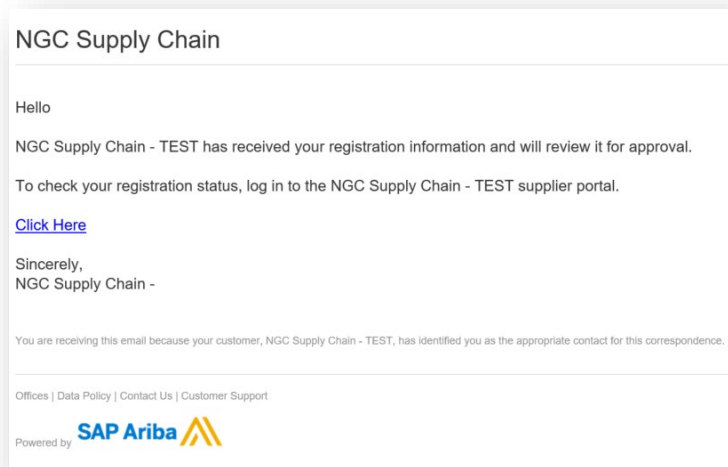 NGC Supply Chain
Hello
NGC Supply Chain - TEST has received your registration information and will review it for approval.
To check your registration status, log in to the NGC Supply Chain - TEST supplier portal.
Click Here
Sincerely,
NGC Supply Chain -
You are receiving this email because your customer, NGC Supply Chain - TEST, has identified you as the appropriate contact for this correspondence.
Offices | Data Policy | Contact Us | Customer Support
Powered by SAP Ariba